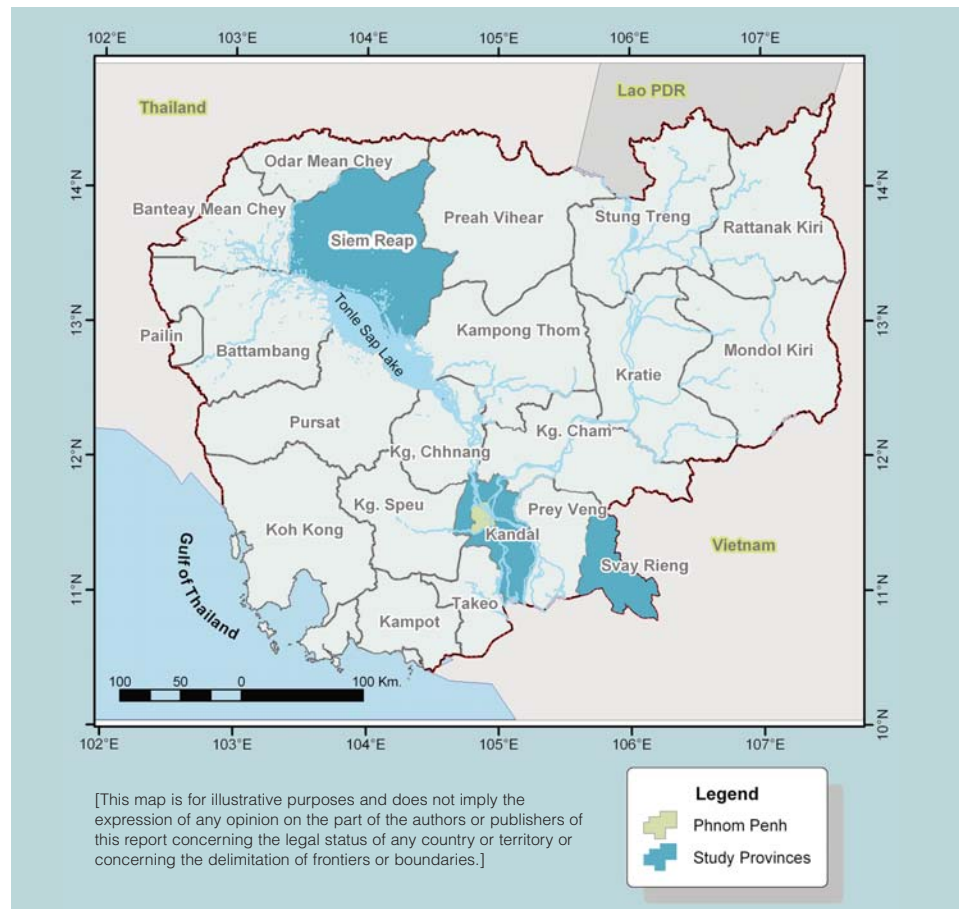 102°E 103°E 104°E 105°E 106°E 107°E
Thailand
Lao PDR
14°N
14°N
Odar Mean Chey
Banteay Mean Chey
Siem Reap
Preah Vihear
Stung Treng
Rattanak Kiri
13°N
13°N
Tonle Sap Lake
Pailin
Battambang
Kampong Thom
Kratie
Mondol Kiri
Pursat
12°N
12°N
Kg, Chhnang
Kg. Cham
Kg. Speu
Prey Veng
Koh Kong
Kandal
Vietnam
Svay Rieng
11°N
11°N
Gulf of Thailand
Takeo
Kampot
100 50 0 100 Km.
10°N
102°E 103°E 104°E 105°E 106°E 107°E
[This map is for illustrative purposes and does not imply the
expression of any opinion on the part of the authors or publishers of
this report concerning the legal status of any country or territory or
concerning the delimitation of frontiers or boundaries.]
Legend
Phnom Penh
Study Provinces